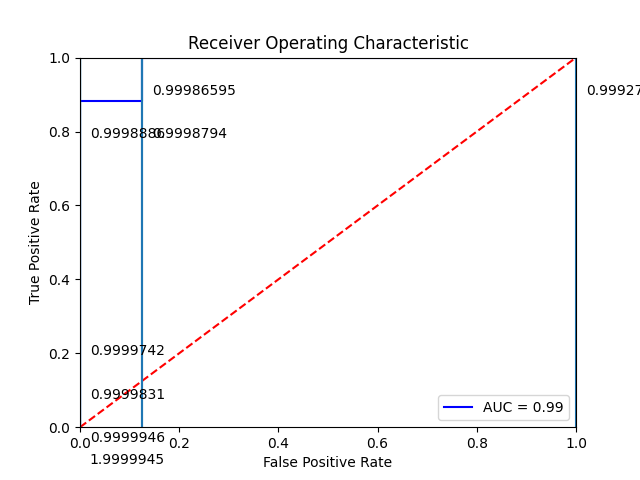 Receiver Operating Characteristic
1.0
0.99986595
0.99927
0.8
0.9998886
0.9998794
True Positive Rate
0.6
0.4
0.9999742
0.2
0.9999831
AUC = 0.99
0.0
0.9999946
0.0 0.2 0.4 0.6 0.8 1.0
1.9999945
False Positive Rate